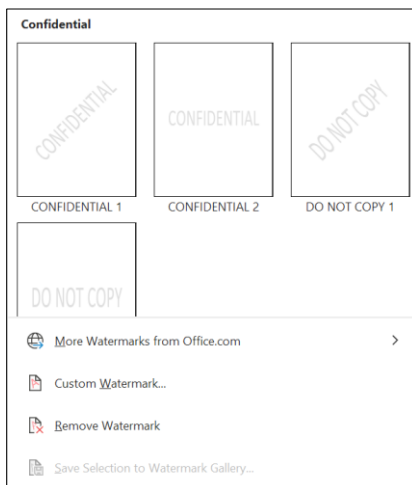 Confidential
CONFIDENTIAL
CONFIDENTIAL
DO NOT COPY
CONFIDENTIAL 1
CONFIDENTIAL 2
DO NOT COPY 1
DO NOT COPY
More Watermarks from Office.com
Custom Watermark...
Remove Watermark
Save Selection to Watermark Gallery...